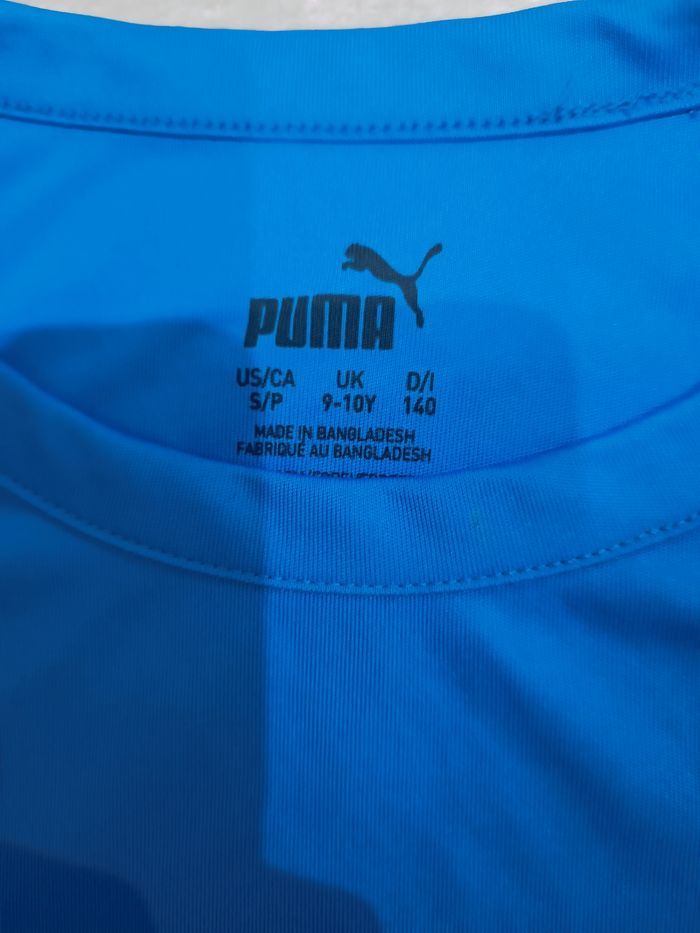 PUMA
US/CA UK D/I
S/P 9-10Y 140
MADE IN BANGLADESH
FABRIQUÉ AU BANGLADESH